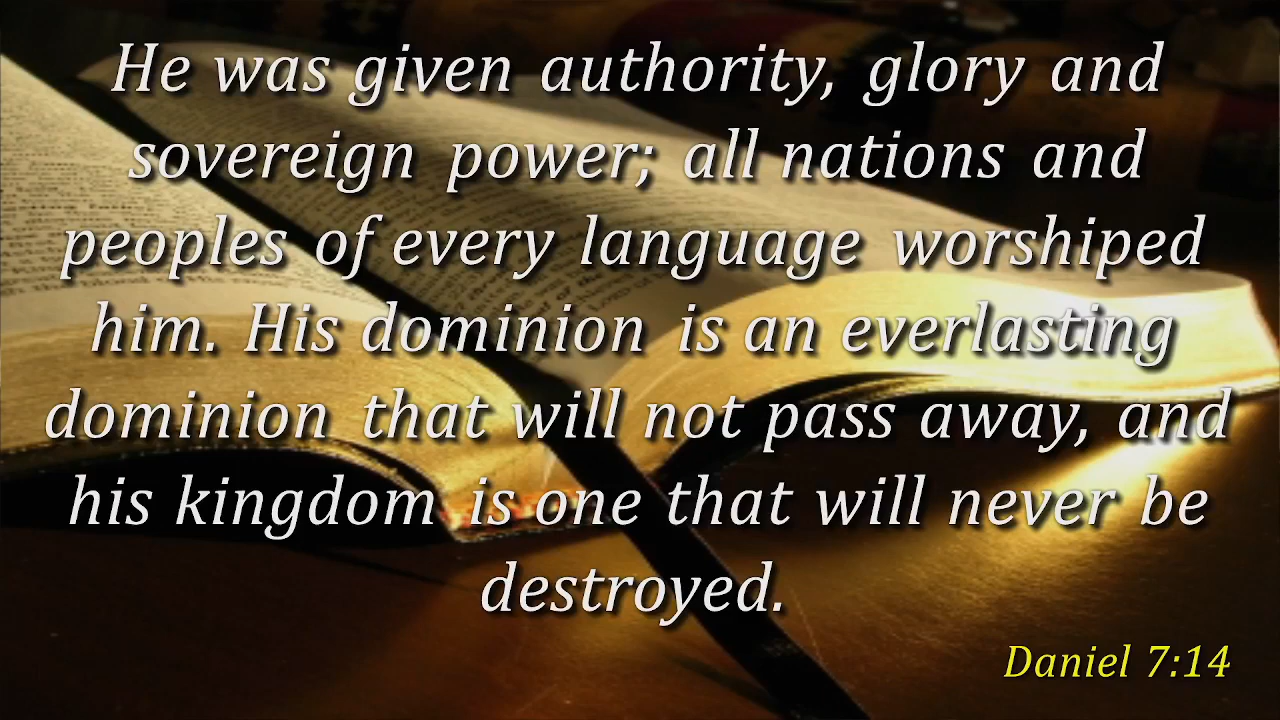 He was given authority, glory and
sovereign power; all nations and
peoples of every language worshiped
him. His dominion is an everlasting
dominion that will not pass away, and
his kingdom is one that will never be
destroyed.
Daniel 7:14